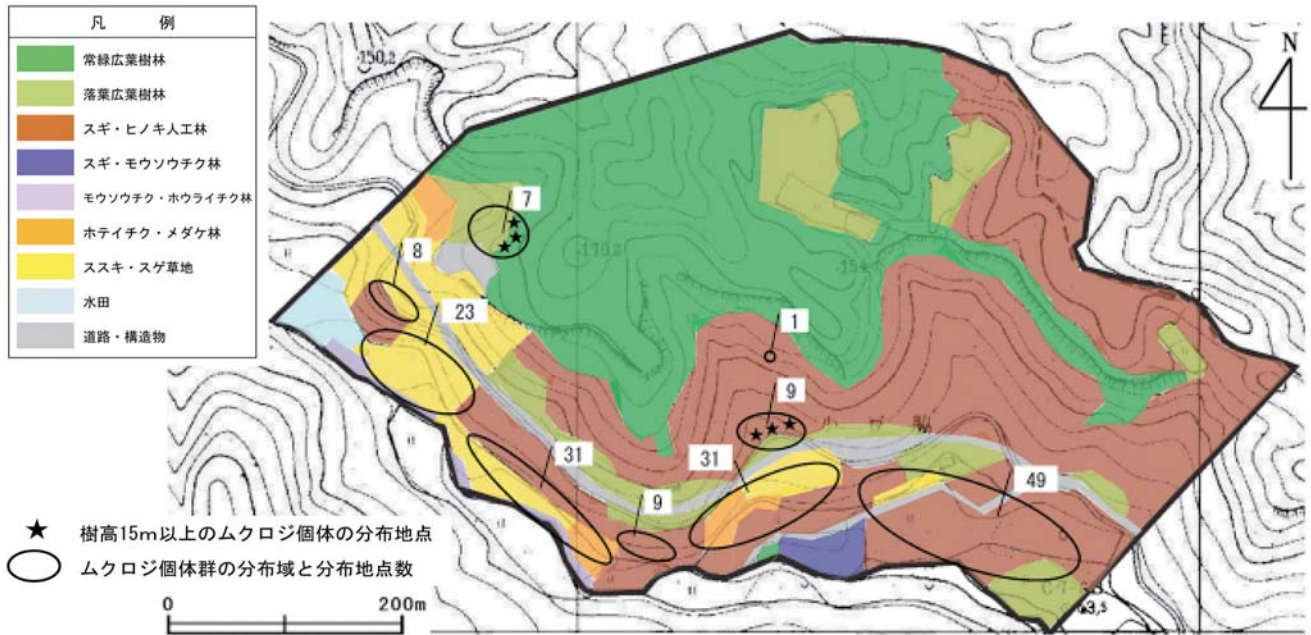 凡 例
常緑広葉樹林
落葉広葉樹林
スギ・ヒノキ人工林
スギ・モウソウチク林
モウソウチク・ホウライチク林
ホテイチク・メダケ林
ススキ・スゲ草地
水田
道路・構造物
150,2
N
7
8
170.2
23
1
9
31
31
9
49
★ 樹高15m以上のムクロジ個体の分布地点
ムクロジ個体群の分布域と分布地点数
0 200m